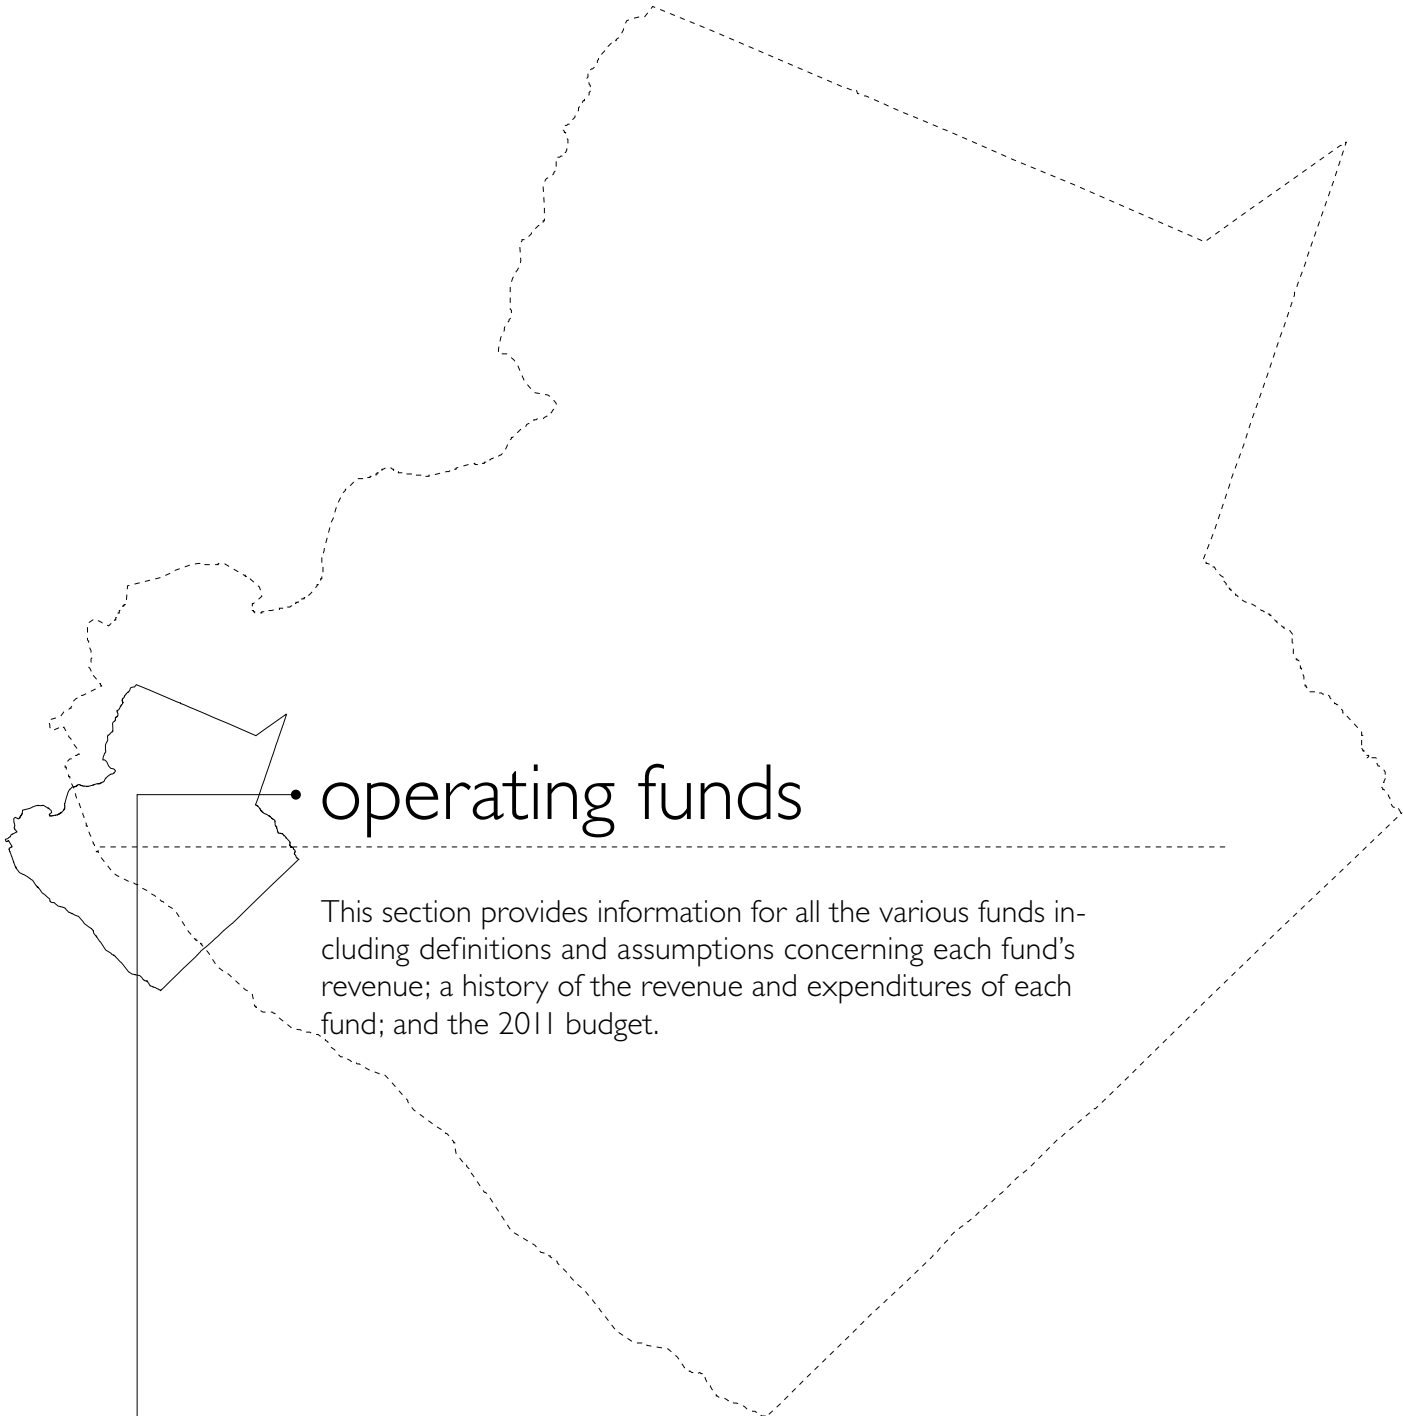 operating funds
This section provides information for all the various funds in-
cluding definitions and assumptions concerning each fund’s
revenue; a history of the revenue and expenditures of each
fund; and the 2011 budget.